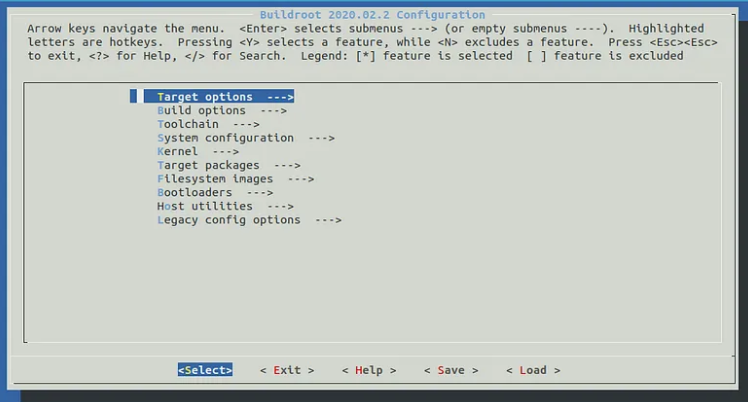 Buildroot 2020.02.2 Configuration
Arrow keys navigate the menu. <Enter> selects submenus ---> (or empty submenus ----). Highlighted
letters are hotkeys. Pressing <Y> selects a feature, while <N> excludes a feature. Press <Esc><Esc>
to exit, <?> for Help, </> for Search. Legend: [*] feature is selected [ ] feature is excluded
Target options --->
Build options --->
Toolchain --->
System configuration --->
Kernel --->
Target packages --->
Filesystem images --->
Bootloaders --->
Host utilities --->
Legacy config options --->
<Select> < Exit > < Help > < Save > < Load >